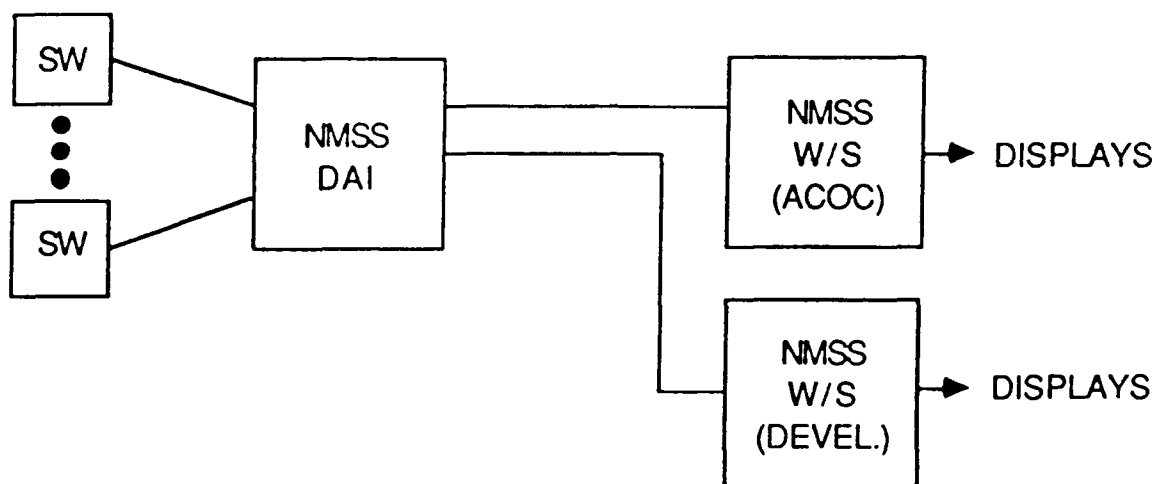 SW
SW
NMSS
DAI
NMSS
W/S
(ACOC)
DISPLAYS
NMSS
W/S
(DEVEL.)
DISPLAYS